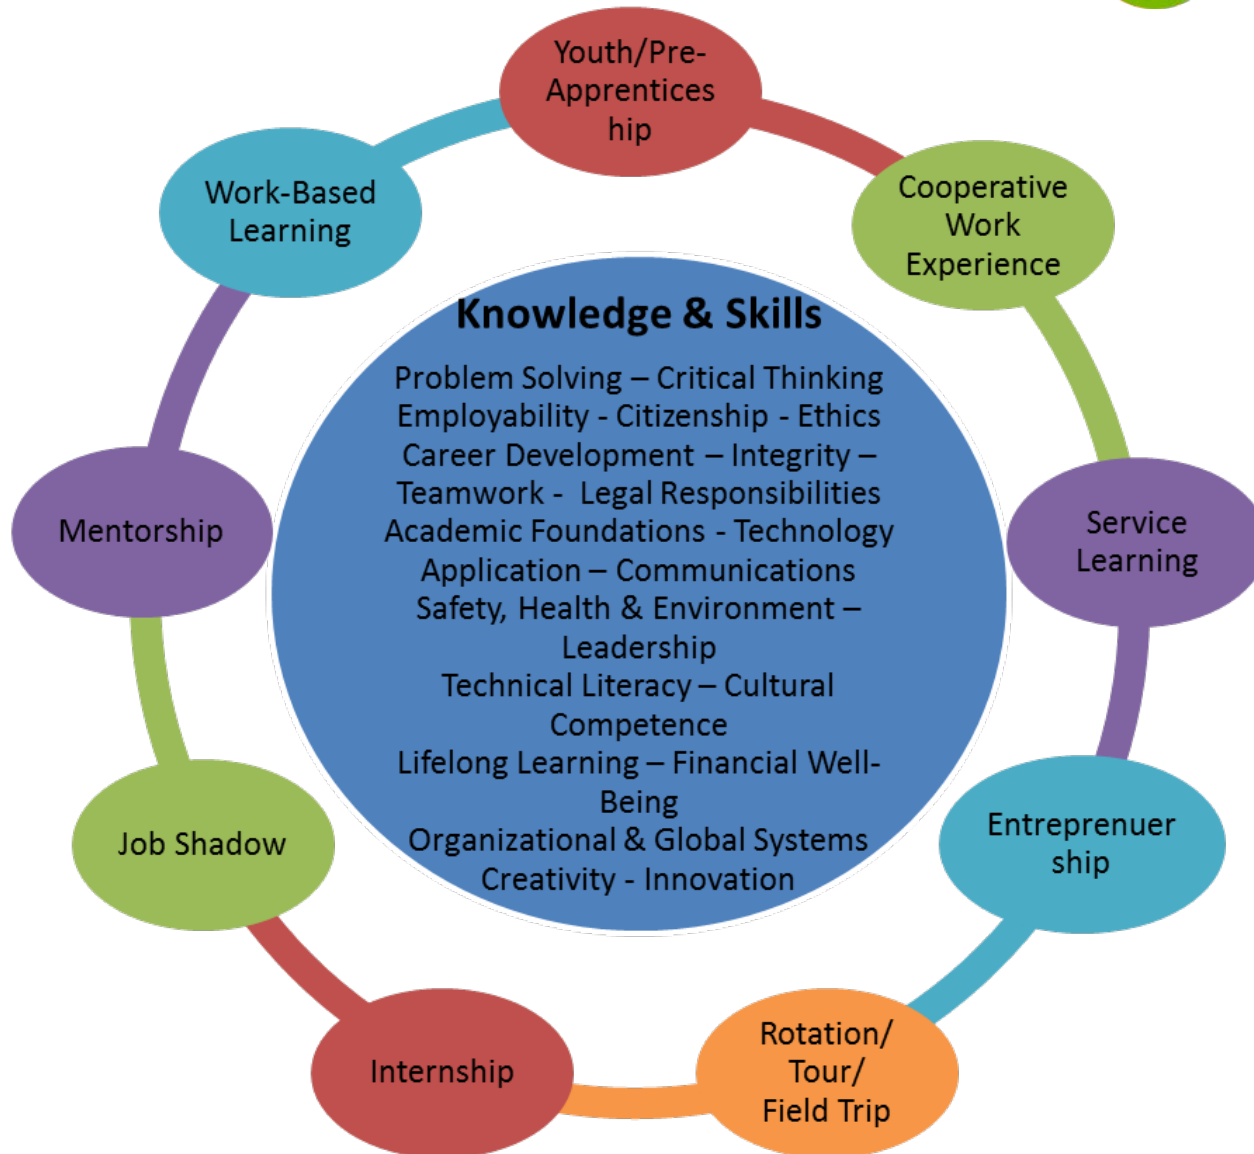 Youth/Pre-
Apprentices
hip
Cooperative
Work
Experience
Service
Learning
Entreprenuer
ship
Rotation/
Tour/
Field Trip
Internship
Job Shadow
Mentorship
Work-Based
Learning
Knowledge & Skills
Problem Solving – Critical Thinking
Employability - Citizenship - Ethics
Career Development – Integrity –
Teamwork -  Legal Responsibilities
Academic Foundations - Technology
Application – Communications
Safety, Health & Environment –
Leadership
Technical Literacy – Cultural
Competence
Lifelong Learning – Financial Well-
Being
Organizational & Global Systems
Creativity - Innovation